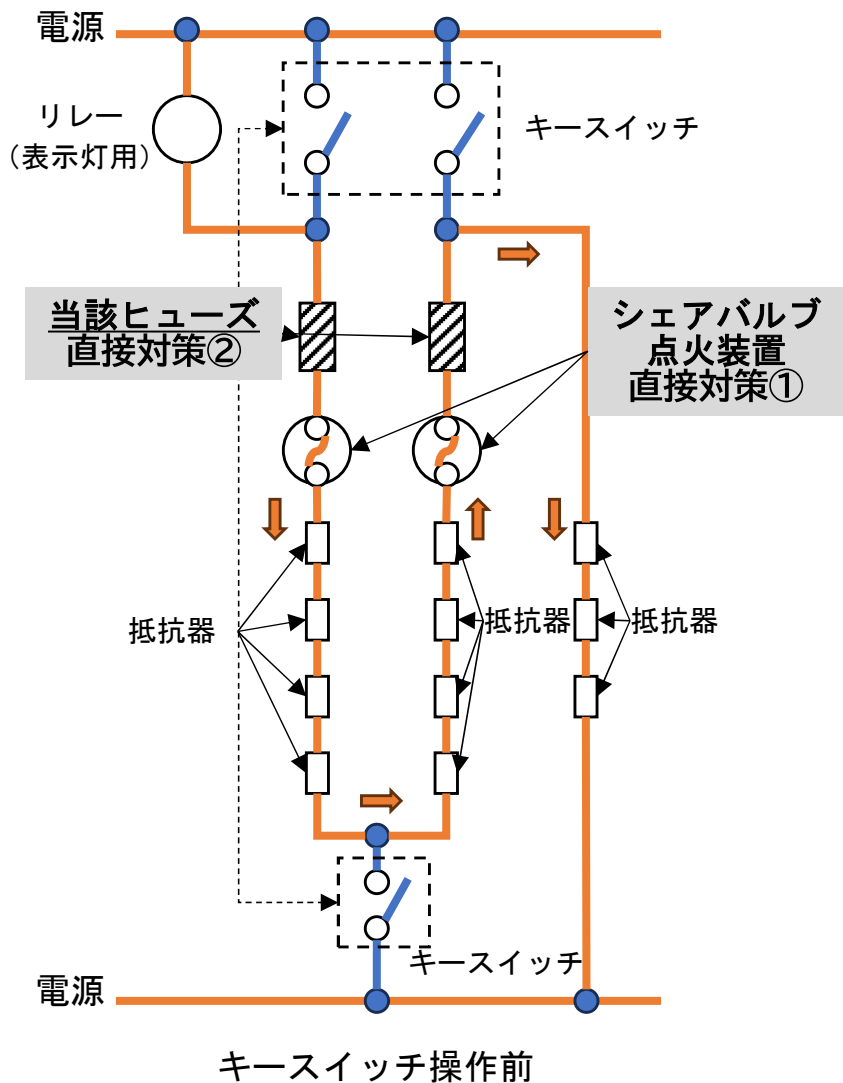 電源
リレー
（表示灯用）
キースイッチ
当該ヒューズ
直接対策②
シェアバルブ
点火装置
直接対策①
抵抗器
抵抗器
抵抗器
キースイッチ
電源
キースイッチ操作前